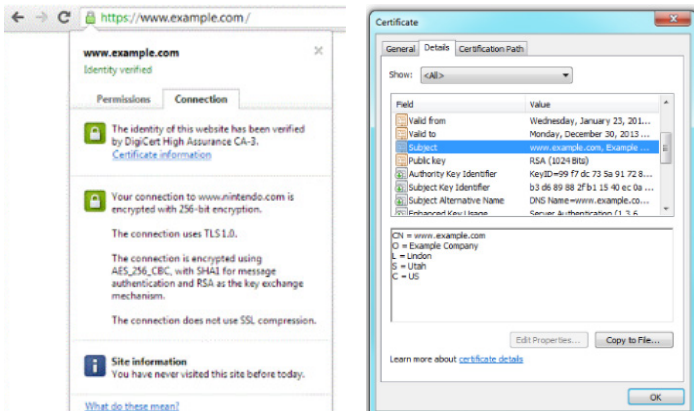 https://www.example.com/
www.example.com
Identity verified
Permissions Connection
The identity of this website has been verified
by DigiCert High Assurance CA-3.
Certificate information
Your connection to www.nintendo.com is
encrypted with 256-bit encryption.
The connection uses TLS 1.0.
The connection is encrypted using
AES_256_CBC, with SHA1 for message
authentication and RSA as the key exchange
mechanism.
The connection does not use SSL compression.
Site information
You have never visited this site before today.
What do these mean?
Certificate
General Details Certification Path
Show: <All>
Field Value
Valid from Wednesday, January 23, 201...
Valid to Monday, December 30, 2013 ...
Subject www.example.com, Example ...
Public key RSA (1024 Bits)
Authority Key Identifier KeyID=99 f7 dc 73 5a 91 72 8...
Subject Key Identifier b3 d6 89 88 2f b1 15 40 ec 0a ...
Subject Alternative Name DNS Name=www.example.co...
Enhanced Key Usage Server Authentication (1.3.6
CN = www.example.com
O = Example Company
L = Lindon
S = Utah
C = US
Edit Properties... Copy to File...
Learn more about certificate details
OK